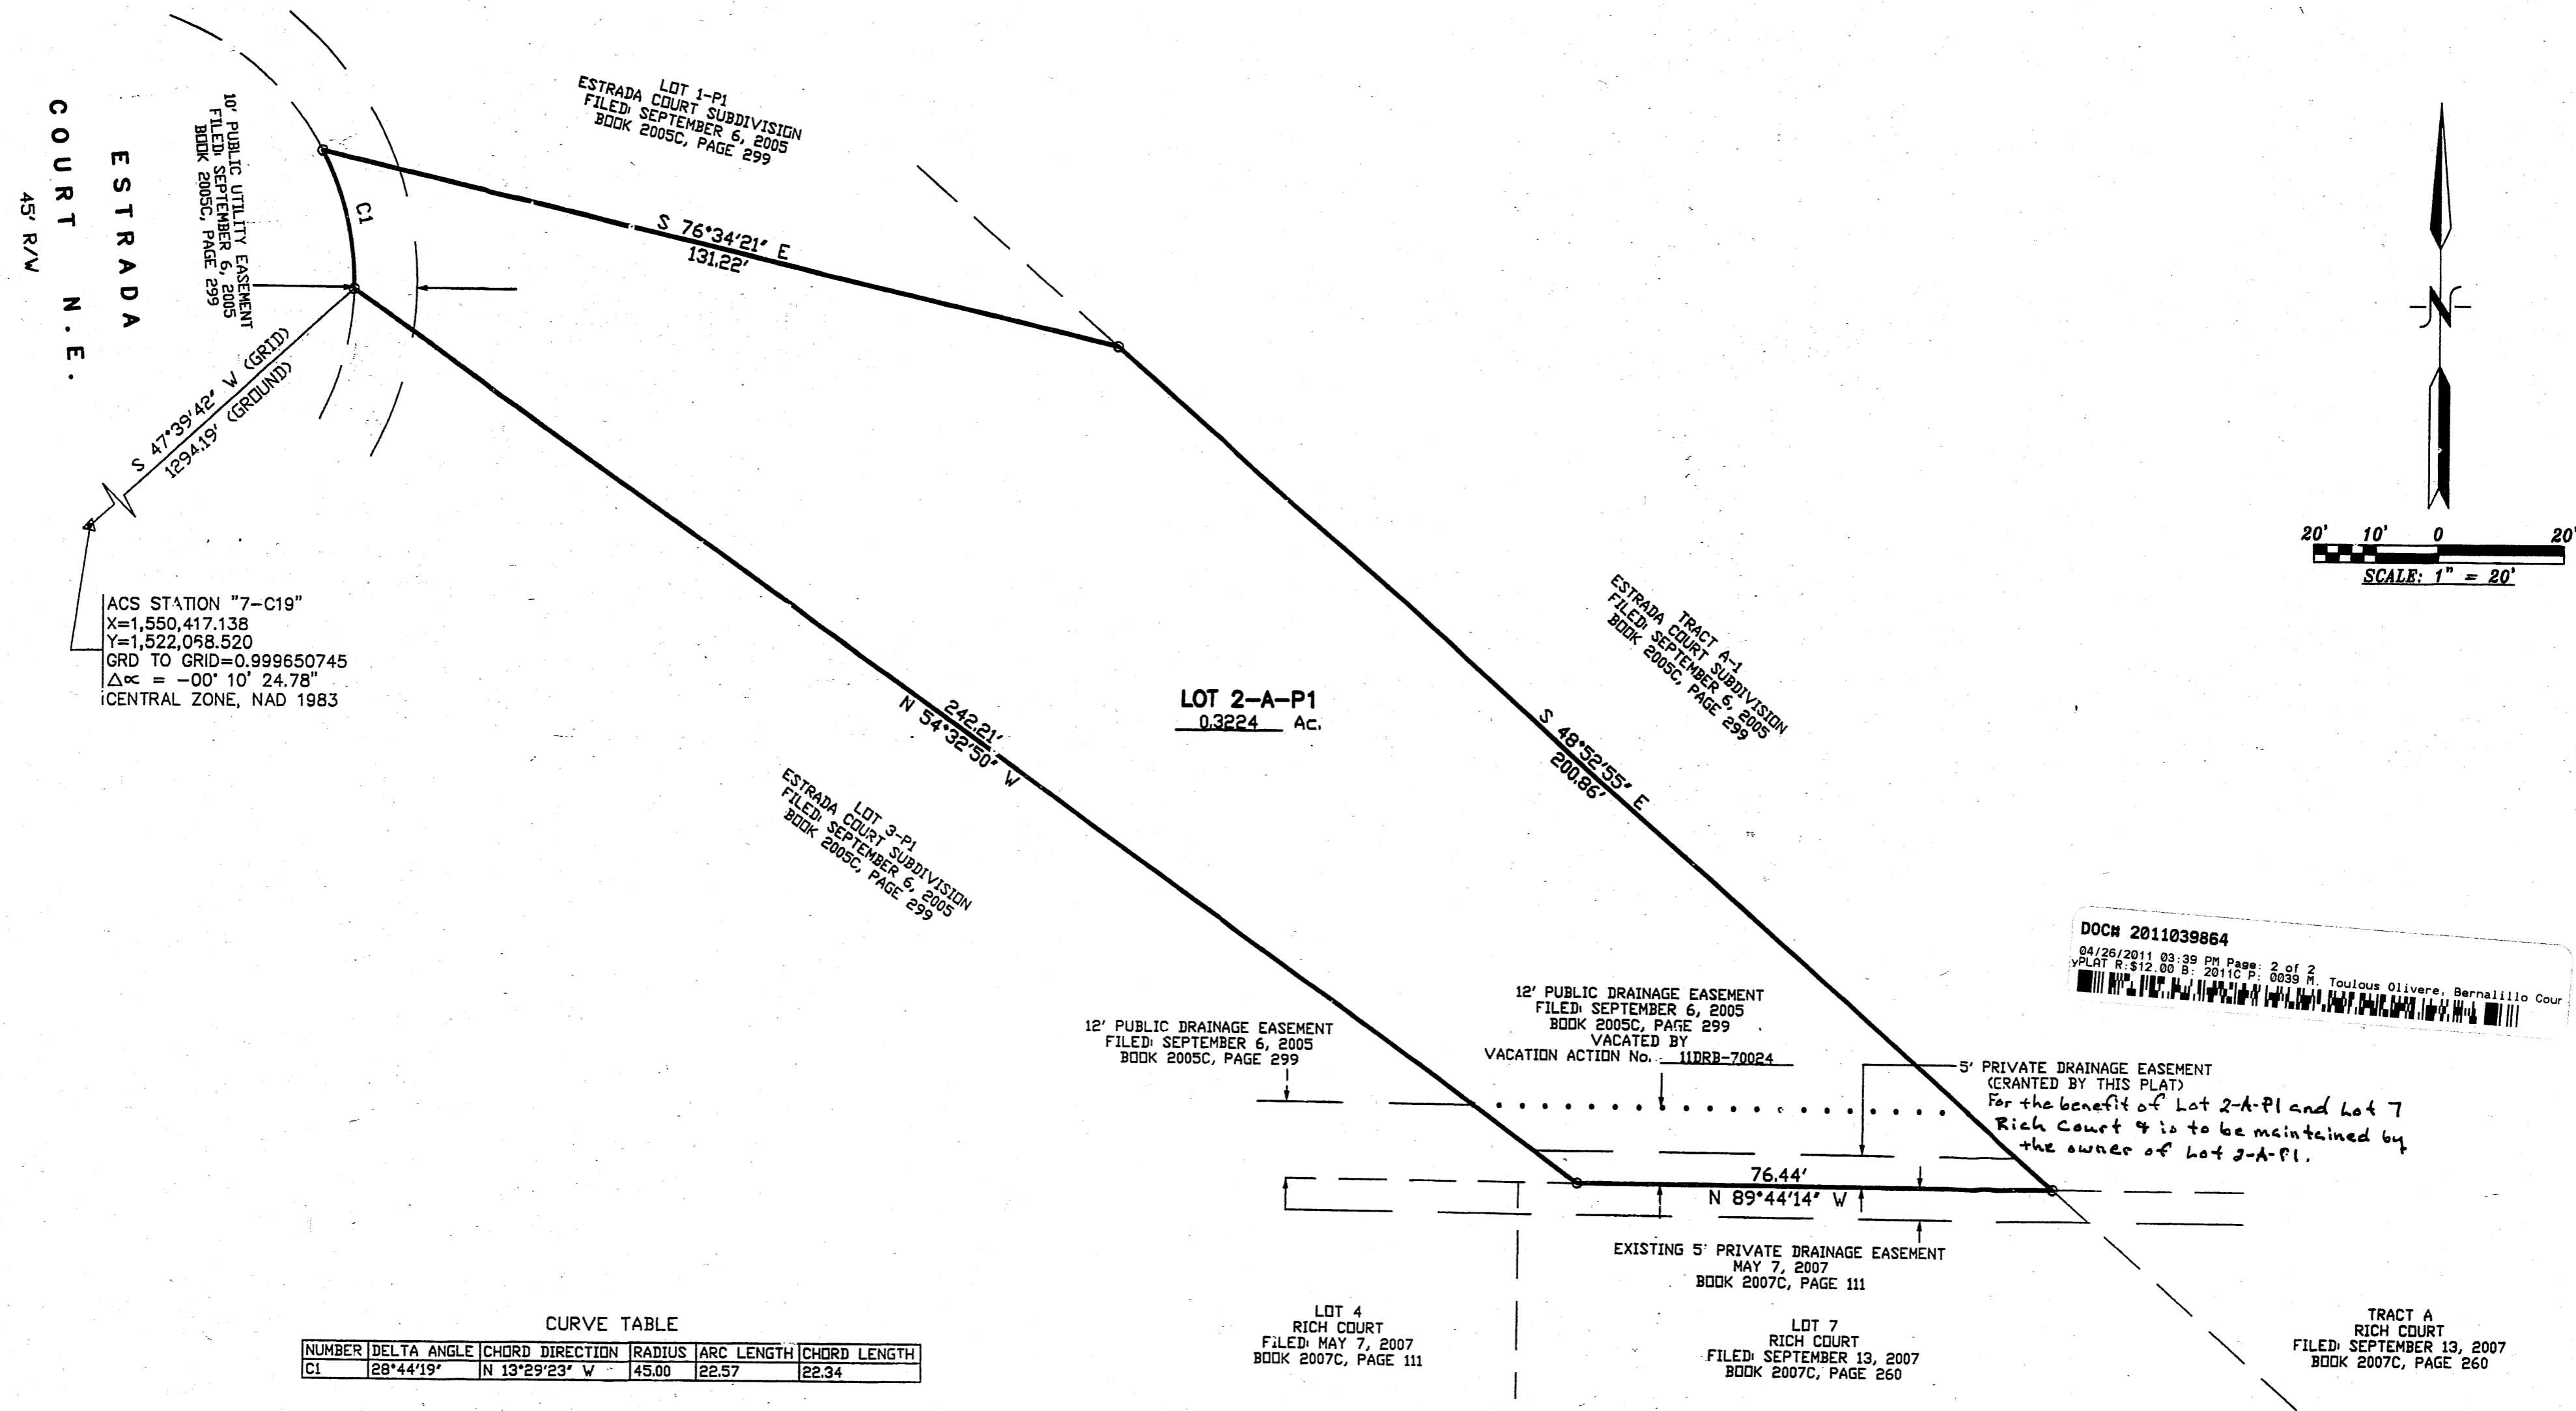 LOT 1-P1
ESTRADA COURT SUBDIVISION
FILED: SEPTEMBER 6, 2005
BOOK 2005C, PAGE 299
10' PUBLIC UTILITY EASEMENT
FILED: SEPTEMBER 6, 2005
BOOK 2005C, PAGE 299
ESTRADA
COURT N.E.
45' R/W
C1
S 76°34'21" E
131.22'
N
S 47°39'42" W (GRID)
1294.19' (GROUND)
20' 10' 0 20'
SCALE: 1" = 20'
ACS STATION "7-C19"
X=1,550,417.138
Y=1,522,068.520
GRD TO GRID=0.999650745
Δ∝ = -00° 10' 24.78"
CENTRAL ZONE, NAD 1983
TRACT A-1
ESTRADA COURT SUBDIVISION
FILED: SEPTEMBER 6, 2005
BOOK 2005C, PAGE 299
LOT 2-A-P1
0.3224 Ac.
242.21'
N 54°32'50" W
S 48°52'55" E
200.86'
LOT 3-P1
ESTRADA COURT SUBDIVISION
FILED: SEPTEMBER 6, 2005
BOOK 2005C, PAGE 299
DOC# 2011039864
04/26/2011 03:39 PM Page: 2 of 2
yPLAT R:$12.00 B: 2011C P: 0039 M. Toulous Olivere, Bernalillo Cour
12' PUBLIC DRAINAGE EASEMENT
FILED: SEPTEMBER 6, 2005
BOOK 2005C, PAGE 299
12' PUBLIC DRAINAGE EASEMENT
FILED: SEPTEMBER 6, 2005
BOOK 2005C, PAGE 299
VACATED BY
VACATION ACTION No. 11DRB-70024
5' PRIVATE DRAINAGE EASEMENT
(GRANTED BY THIS PLAT)
For the benefit of Lot 2-A-P1 and Lot 7
Rich Court & is to be maintained by
the owner of Lot 2-A-P1.
76.44'
N 89°44'14" W
EXISTING 5' PRIVATE DRAINAGE EASEMENT
MAY 7, 2007
BOOK 2007C, PAGE 111
LOT 4
RICH COURT
FILED: MAY 7, 2007
BOOK 2007C, PAGE 111
LOT 7
RICH COURT
FILED: SEPTEMBER 13, 2007
BOOK 2007C, PAGE 260
TRACT A
RICH COURT
FILED: SEPTEMBER 13, 2007
BOOK 2007C, PAGE 260
CURVE TABLE
NUMBER DELTA ANGLE CHORD DIRECTION RADIUS ARC LENGTH CHORD LENGTH
C1 28°44'19" N 13°29'23" W 45.00 22.57 22.34